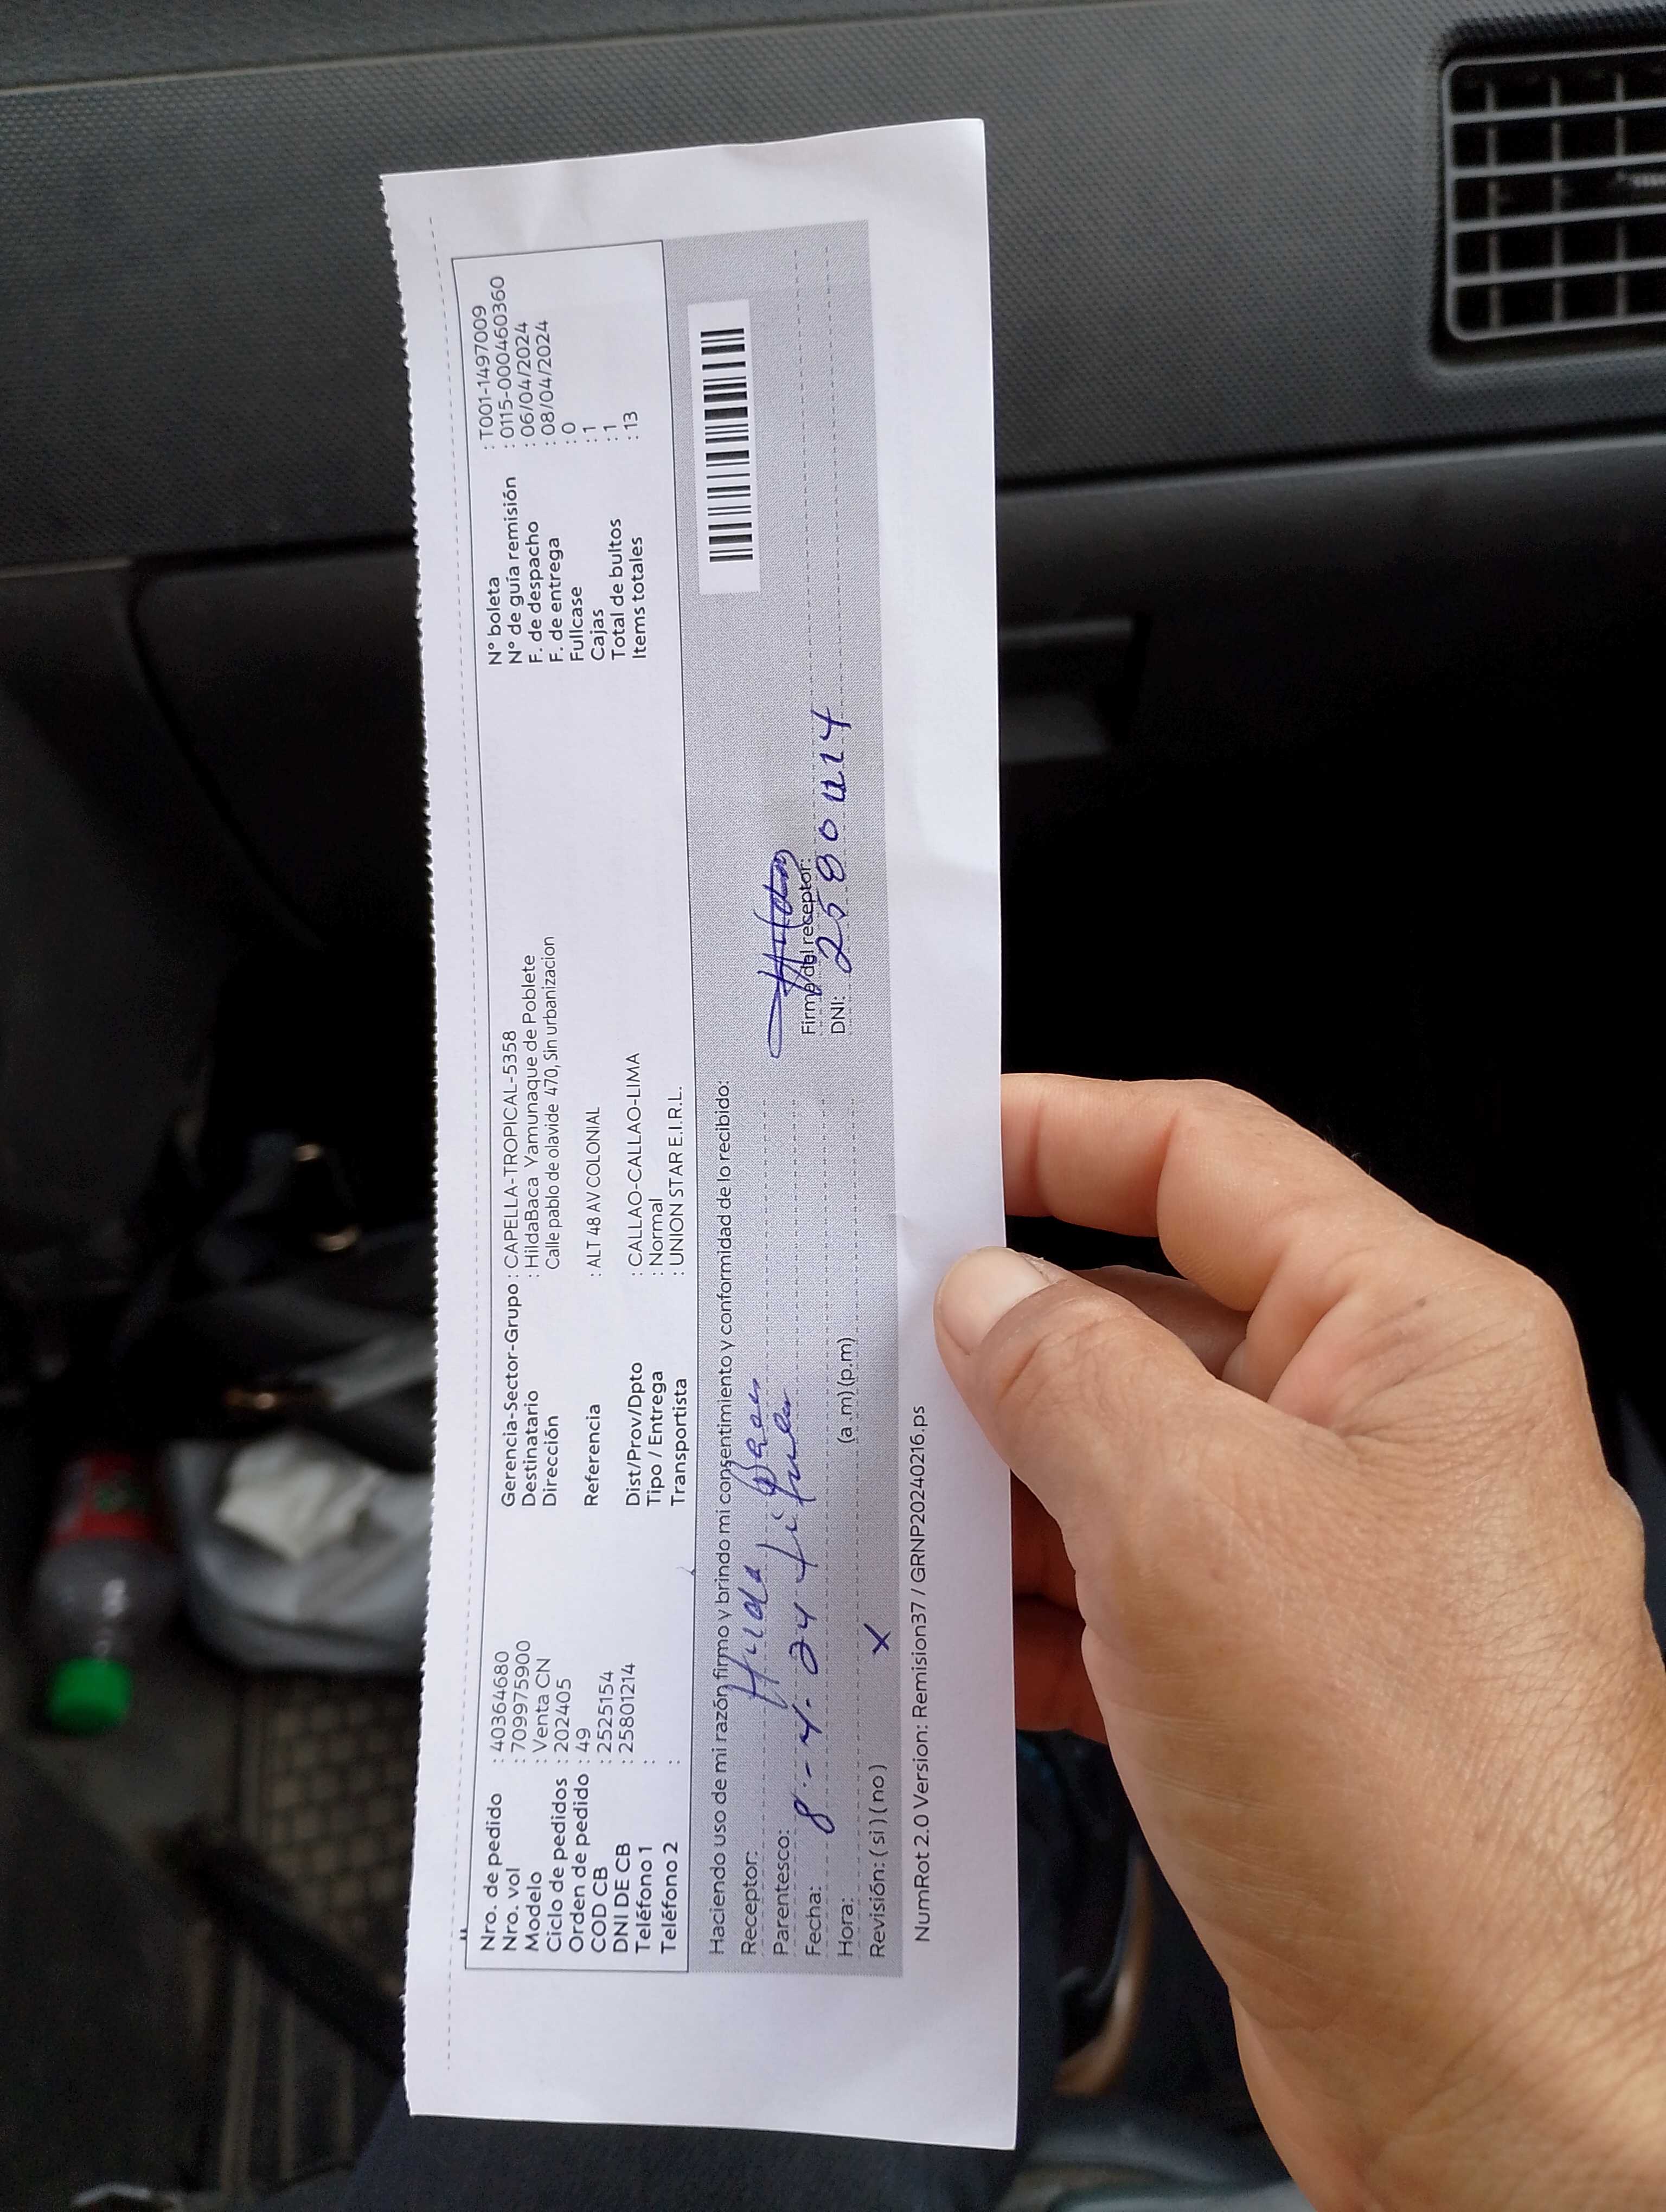 Nro. de pedido : 40364680
Nro. vol : 709975900
Modelo : Venta CN
Ciclo de pedidos : 202405
Orden de pedido : 49
COD CB : 2525154
DNI DE CB : 25801214
Teléfono 1 :
Teléfono 2 :
Gerencia-Sector-Grupo : CAPELLA-TROPICAL-5358
Destinatario : HildaBaca Yamunaque de Poblete
Dirección Calle pablo de olavide 470, Sin urbanizacion
Referencia : ALT 48 AV COLONIAL
Dist/Prov/Dpto : CALLAO-CALLAO-LIMA
Tipo / Entrega : Normal
Transportista : UNION STAR E.I.R.L.
N° boleta : T001-1497009
N° de guía remisión : 0115-000460360
F. de despacho : 06/04/2024
F. de entrega : 08/04/2024
Fullcase : 0
Cajas : 1
Total de bultos : 1
Items totales : 13
Haciendo uso de mi razón firmo y brindo mi consentimiento y conformidad de lo recibido:
Receptor: Hilda Baca
Parentesco:
Fecha: 8-4-24
Hora: (a.m)(p.m)
Revisión: (si) (no) X
Firma del receptor:
DNI:
NumRot 2.0 Version: Remision37 / GRNP20240216.ps